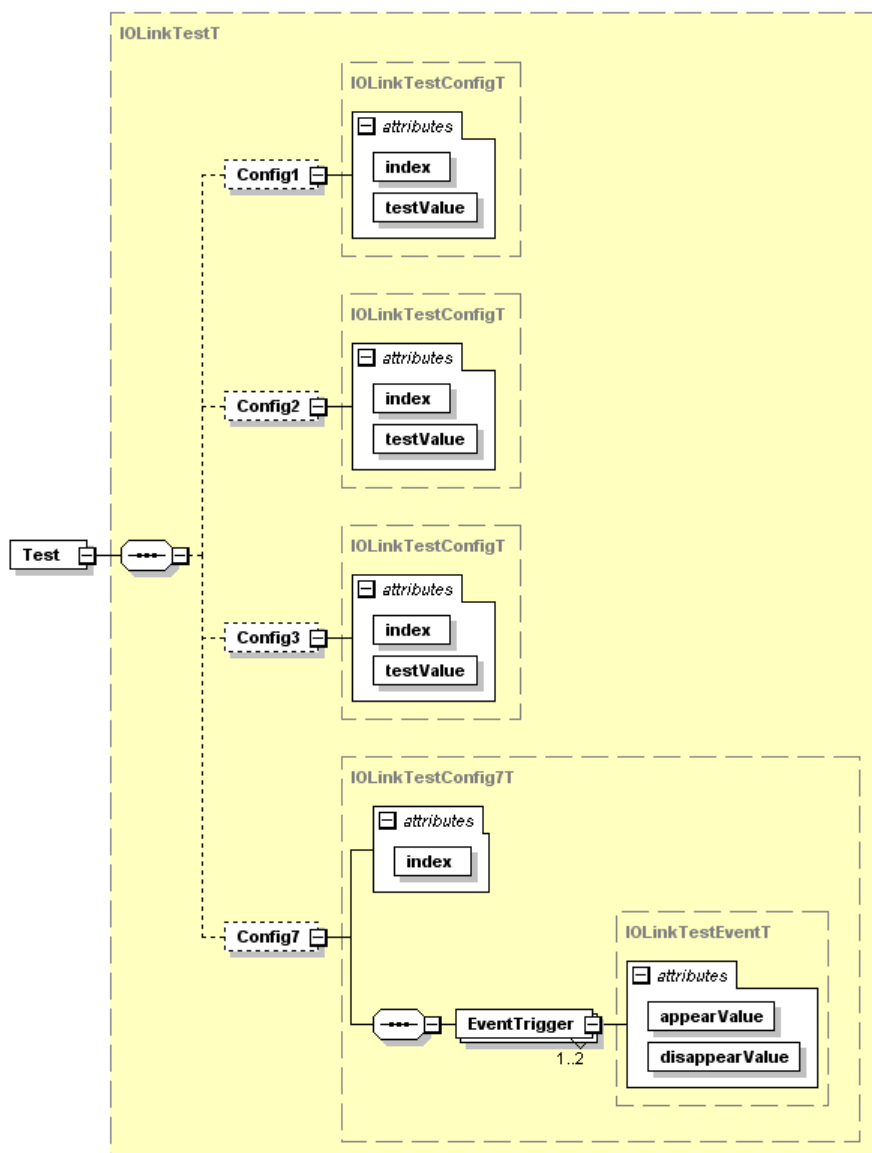 IOLinkTestT
IOLinkTestConfigT
attributes
index
testValue
Config1
IOLinkTestConfigT
attributes
index
testValue
Config2
IOLinkTestConfigT
attributes
index
testValue
Config3
Test
IOLinkTestConfig7T
attributes
index
Config7
IOLinkTestEventT
attributes
appearValue
disappearValue
EventTrigger
1..2